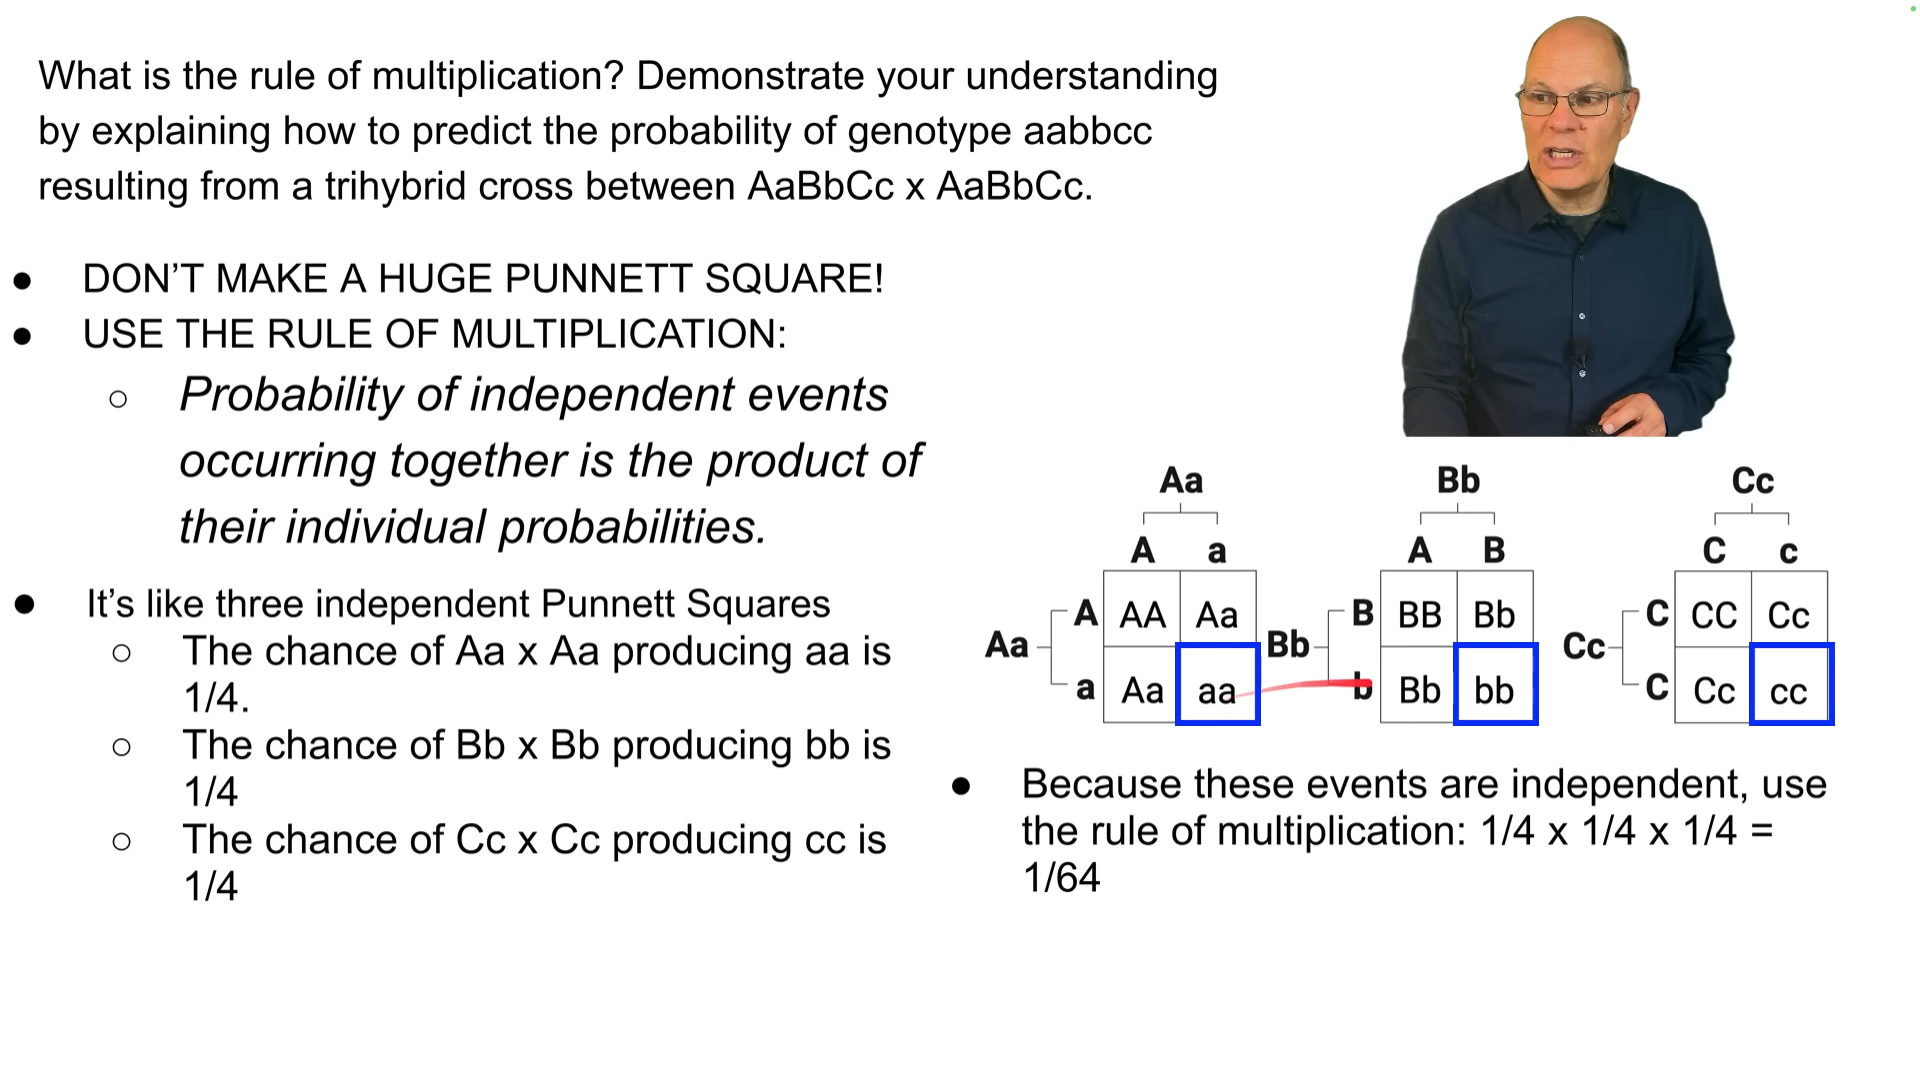 What is the rule of multiplication? Demonstrate your understanding
by explaining how to predict the probability of genotype aabbcc
resulting from a trihybrid cross between AaBbCc x AaBbCc.
● DON’T MAKE A HUGE PUNNETT SQUARE!
● USE THE RULE OF MULTIPLICATION:
○ Probability of independent events
occurring together is the product of
their individual probabilities.
● It’s like three independent Punnett Squares
○ The chance of Aa x Aa producing aa is
1/4.
○ The chance of Bb x Bb producing bb is
1/4
○ The chance of Cc x Cc producing cc is
1/4
Aa
A a
A AA Aa
Aa
a Aa aa
Bb
A B
B BB Bb
Bb
b Bb bb
Cc
C c
C CC Cc
Cc
C Cc cc
● Because these events are independent, use
the rule of multiplication: 1/4 x 1/4 x 1/4 =
1/64